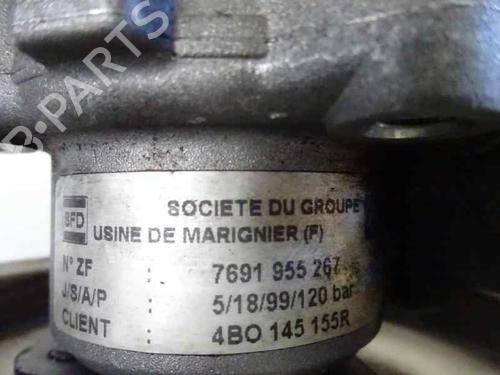 B-PARTS
SFD
SOCIETE DU GROUPE
USINE DE MARIGNIER (F)
N° ZF : 7691 955 267
J/S/A/P : 5/18/99/120 bar
CLIENT : 4BO 145 155R